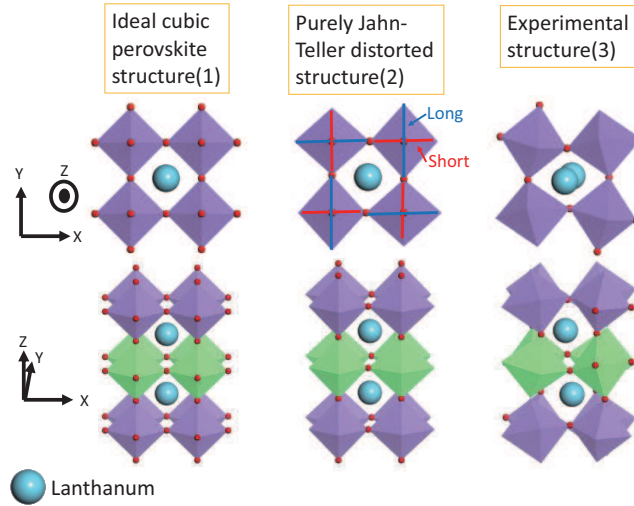 Ideal cubic
perovskite
structure(1)
Purely Jahn-
Teller distorted
structure(2)
Experimental
structure(3)
Long
Short
Y
Z
X
Z
Y
X
Lanthanum